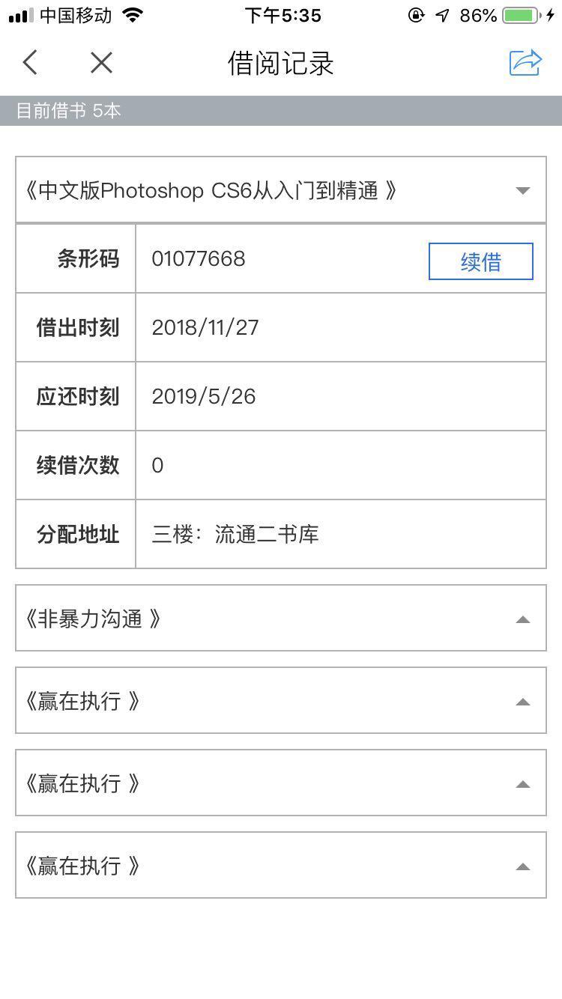 中国移动 下午5:35 86%
借阅记录
目前借书 5本
《中文版Photoshop CS6从入门到精通 》
条形码 01077668 续借
借出时刻 2018/11/27
应还时刻 2019/5/26
续借次数 0
分配地址 三楼：流通二书库
《非暴力沟通 》
《赢在执行 》
《赢在执行 》
《赢在执行 》